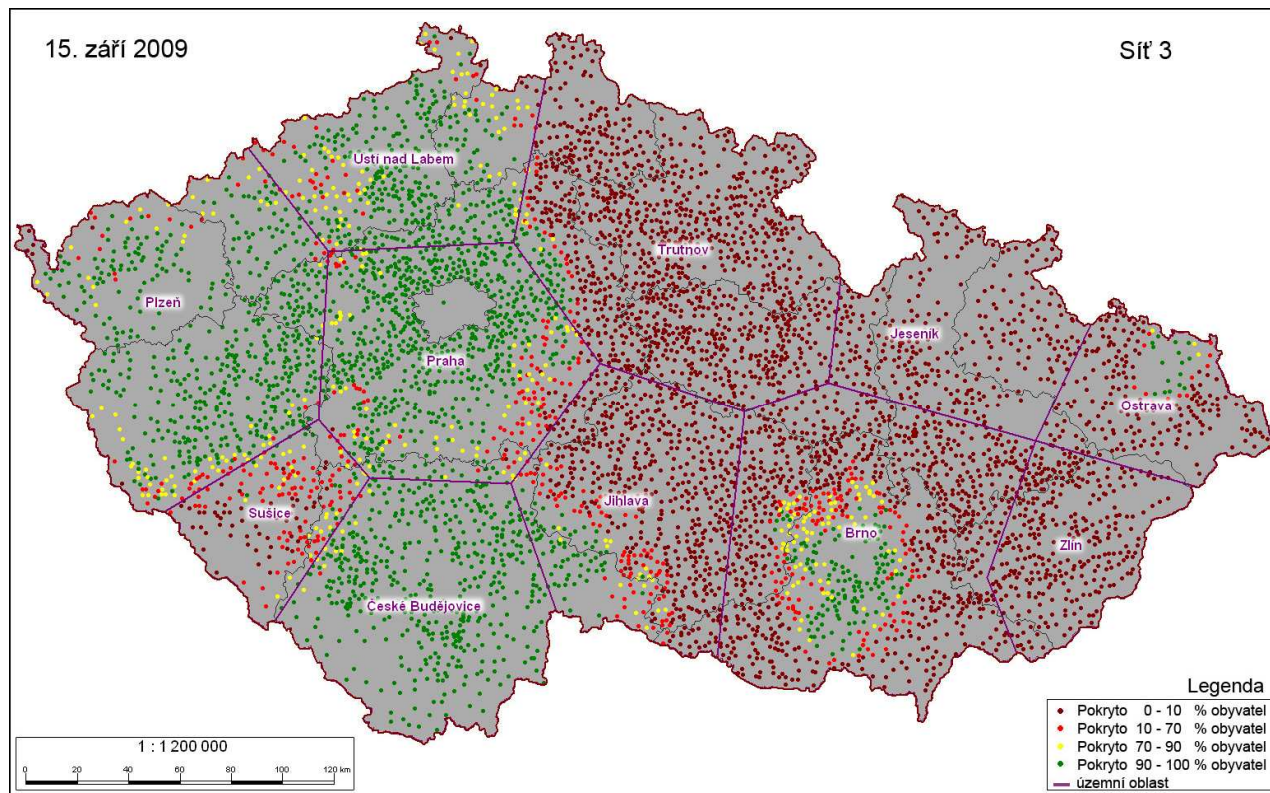 15. září 2009
Síť 3
Ústí nad Labem
Trutnov
Plzeň
Jeseník
Praha
Ostrava
Sušice
Jihlava
Brno
Zlín
České Budějovice
Legenda
Pokryto 0 - 10 % obyvatel
Pokryto 10 - 70 % obyvatel
Pokryto 70 - 90 % obyvatel
Pokryto 90 - 100 % obyvatel
územní oblast
1 : 1 200 000
0 20 40 60 80 100 120 km